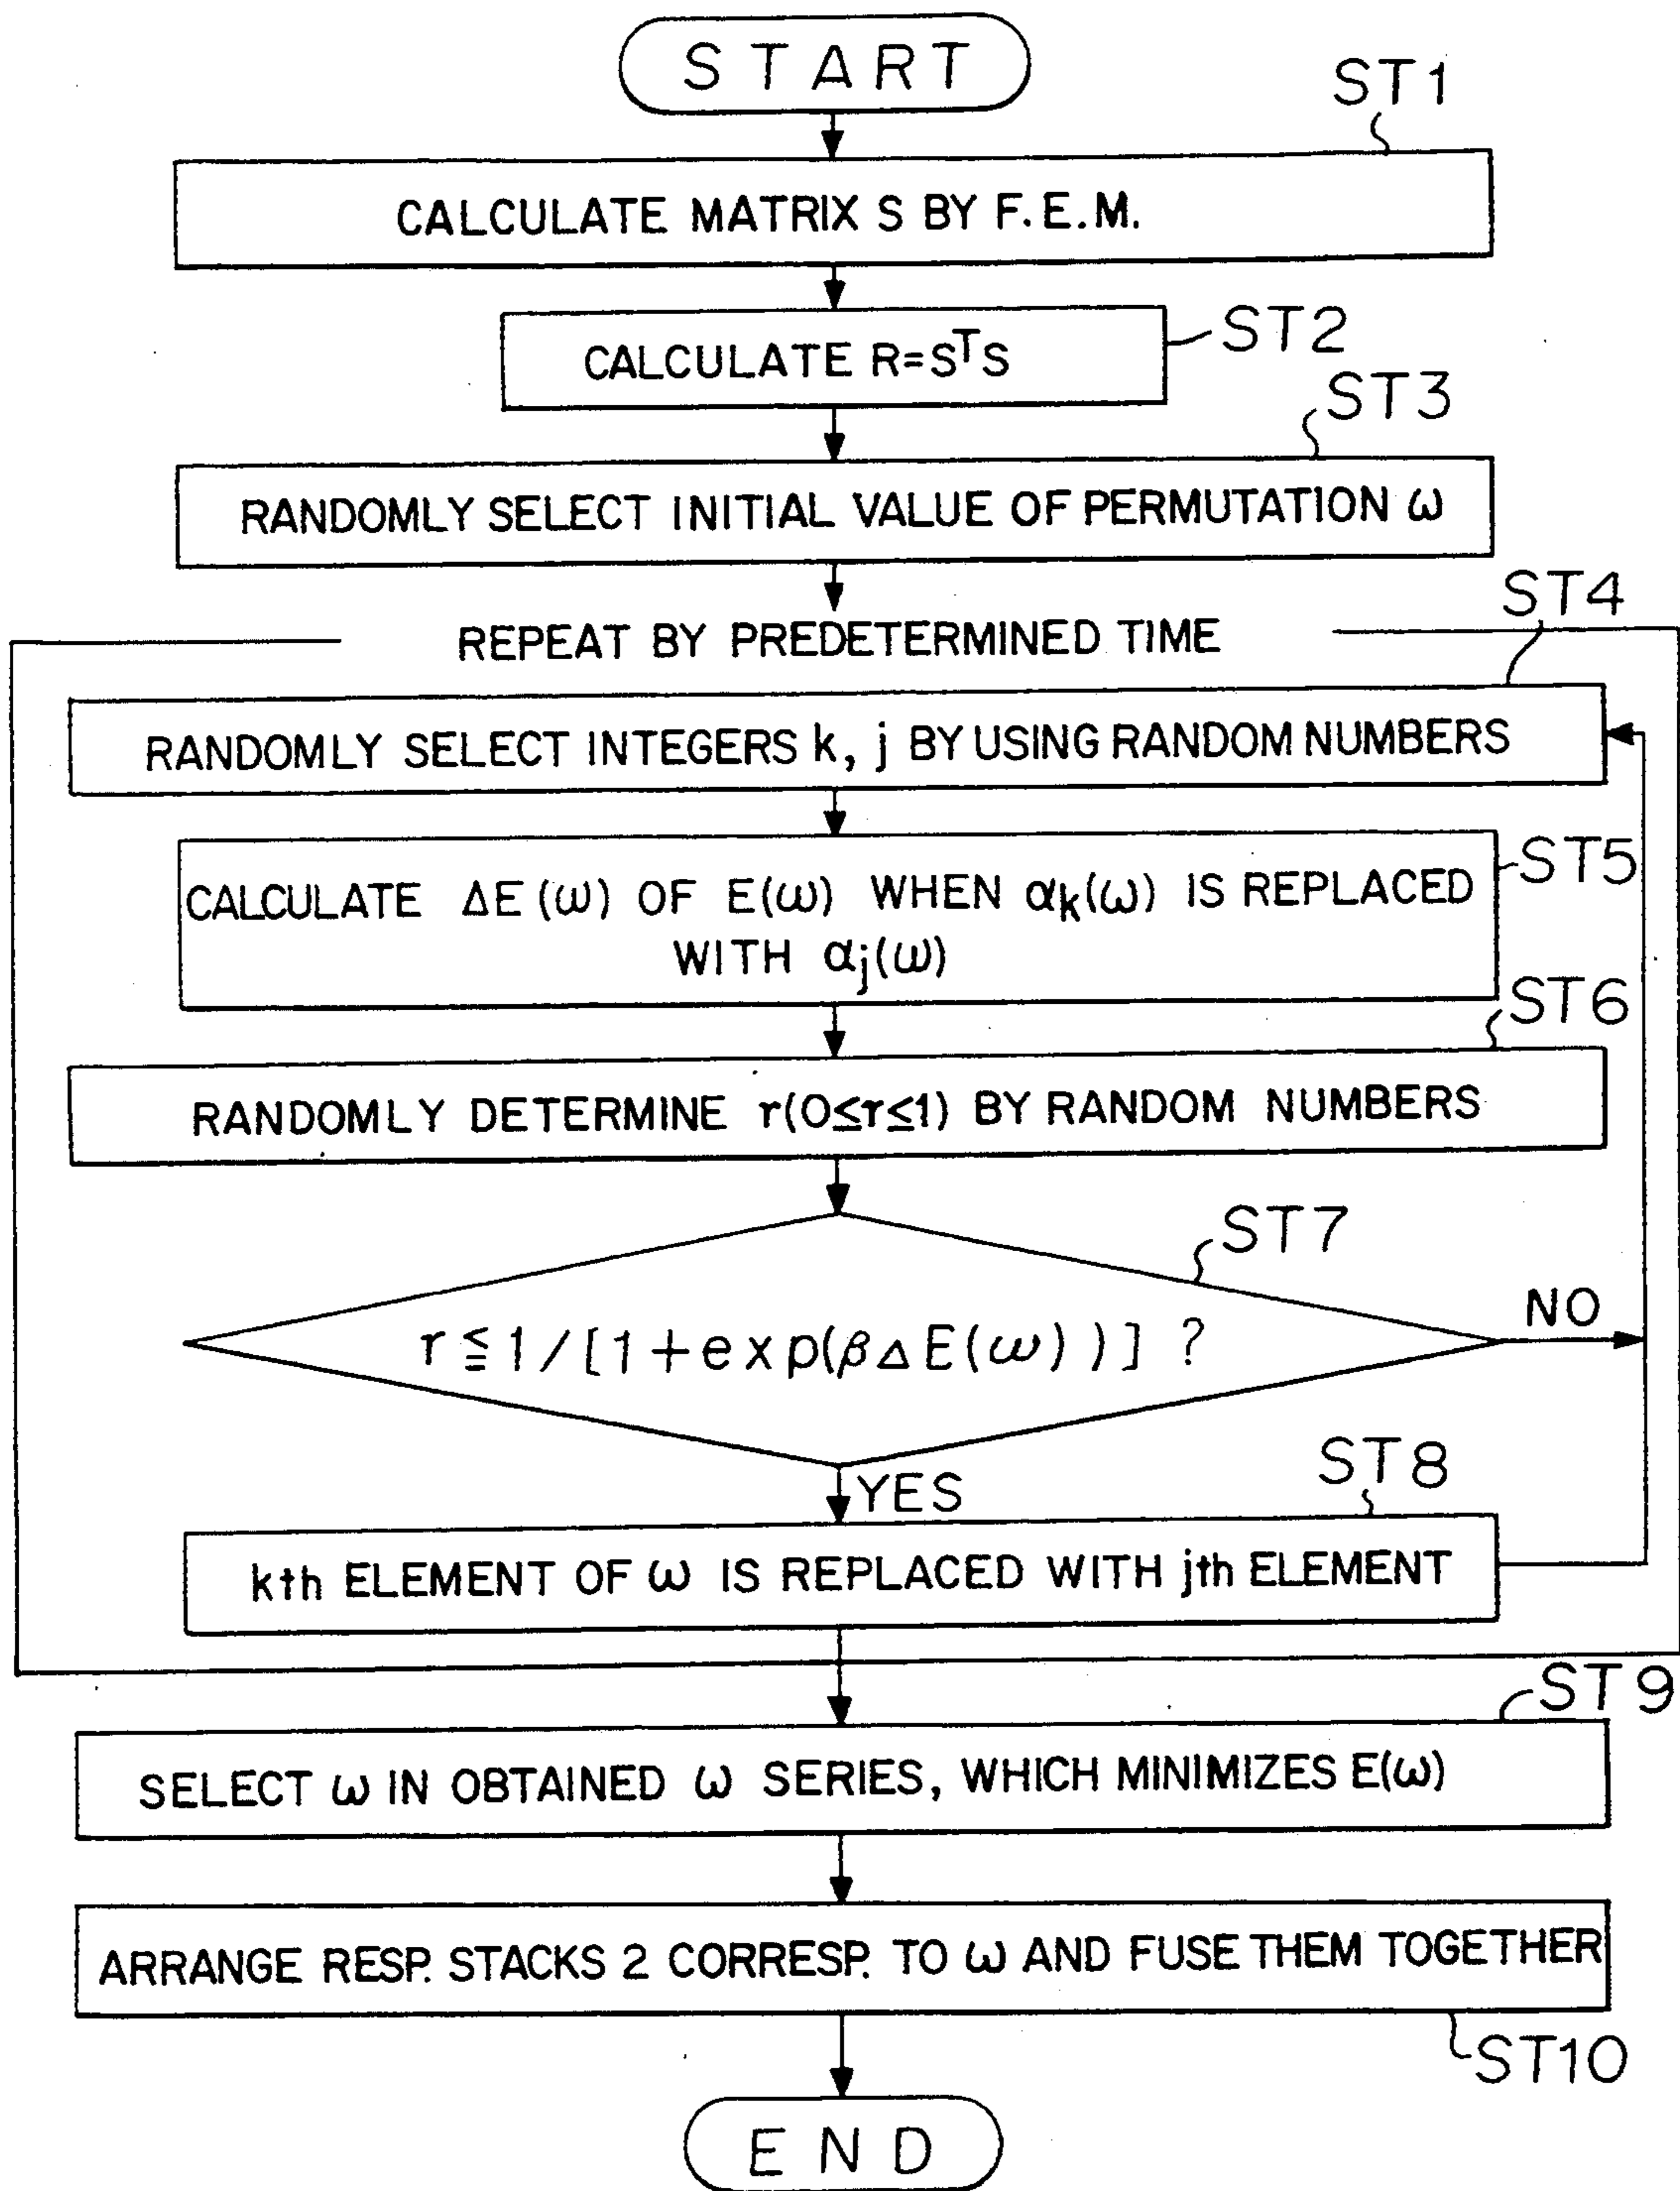 START
ST1
CALCULATE MATRIX S BY F.E.M.
ST2
CALCULATE R=SᵀS
ST3
RANDOMLY SELECT INITIAL VALUE OF PERMUTATION ω
ST4
REPEAT BY PREDETERMINED TIME
RANDOMLY SELECT INTEGERS k, j BY USING RANDOM NUMBERS
ST5
CALCULATE ΔE(ω) OF E(ω) WHEN αk(ω) IS REPLACED
WITH αj(ω)
ST6
RANDOMLY DETERMINE r(0≤r≤1) BY RANDOM NUMBERS
ST7
r ≦ 1/[1+exp(βΔE(ω))] ?
NO
YES
ST8
kth ELEMENT OF ω IS REPLACED WITH jth ELEMENT
ST9
SELECT ω IN OBTAINED ω SERIES, WHICH MINIMIZES E(ω)
ARRANGE RESP. STACKS 2 CORRESP. TO ω AND FUSE THEM TOGETHER
ST10
END